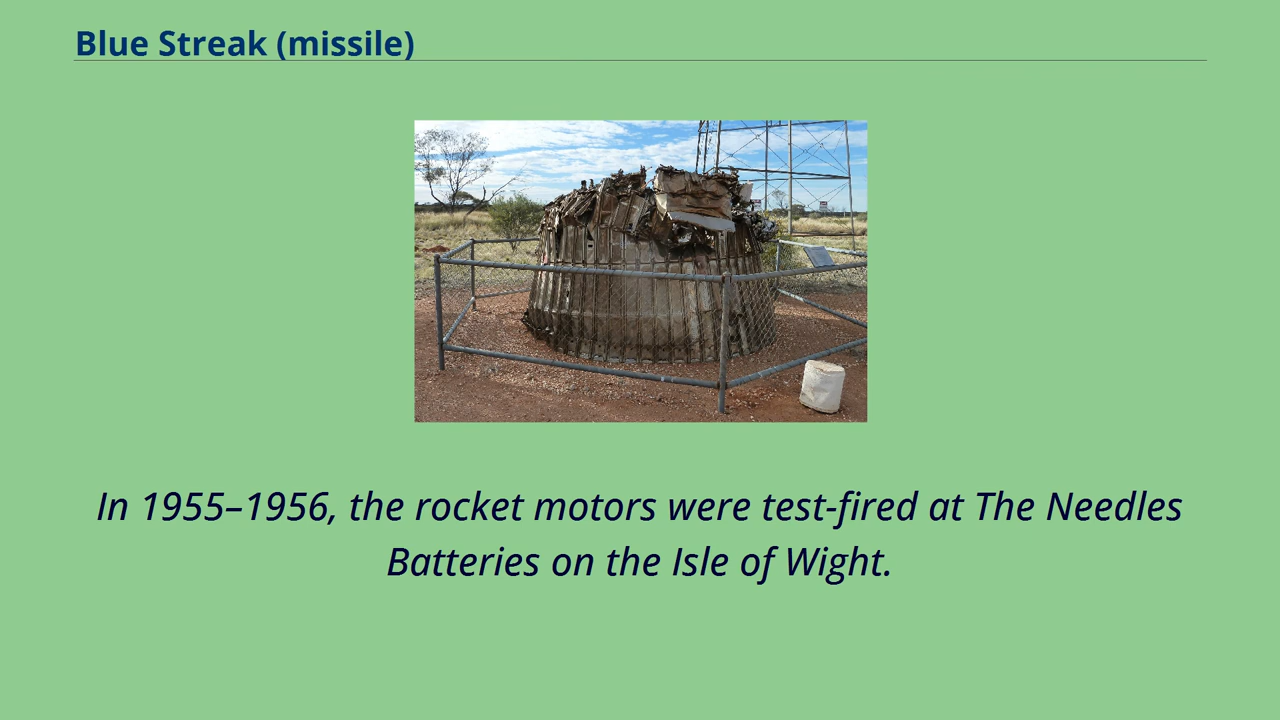 Blue Streak (missile)
In 1955–1956, the rocket motors were test-fired at The Needles
Batteries on the Isle of Wight.